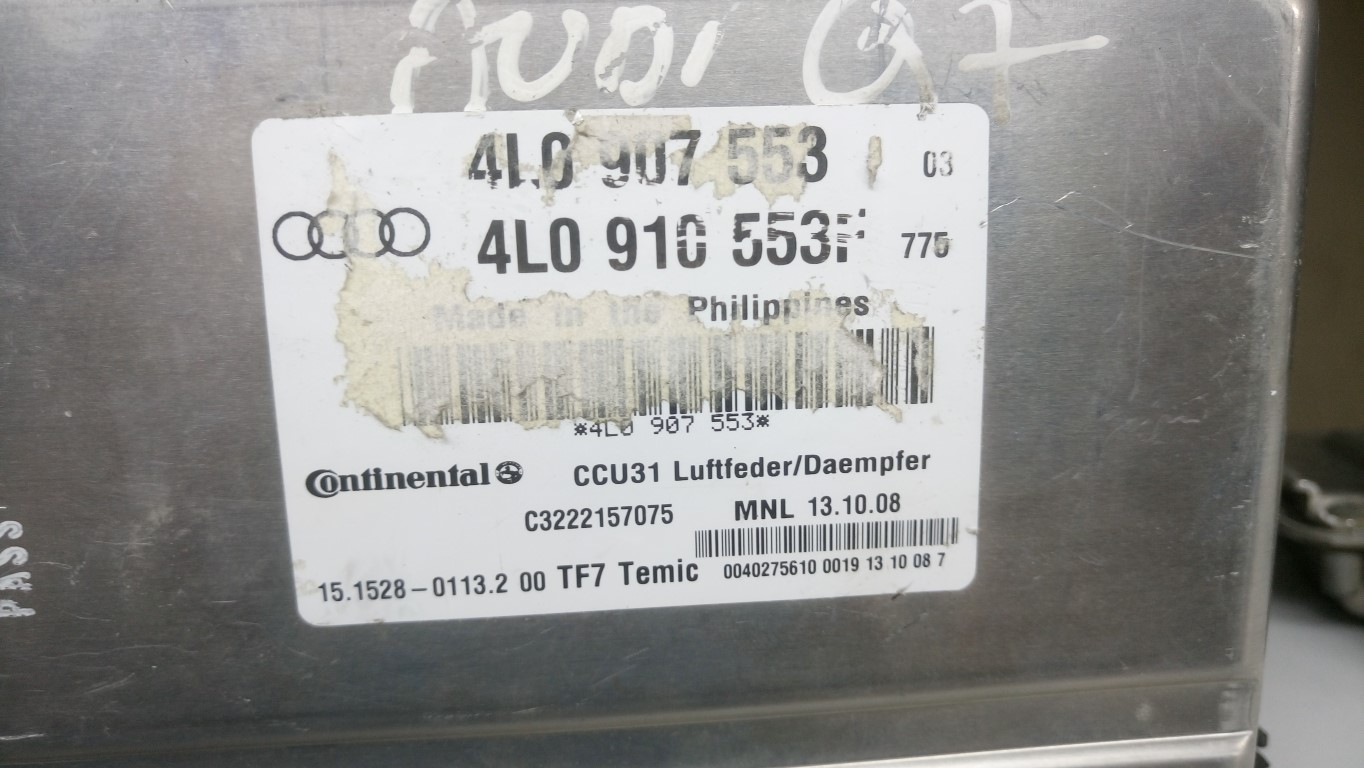 AUDI Q7
4L0 907 553 03
4L0 910 553F 775
Made in the Philippines
*4L0 907 553*
Continental CCU31 Luftfeder/Daempfer
C3222157075 MNL 13.10.08
15.1528-0113.2 00 TF7 Temic 0040275610 0019 13 10 08 7
PASS